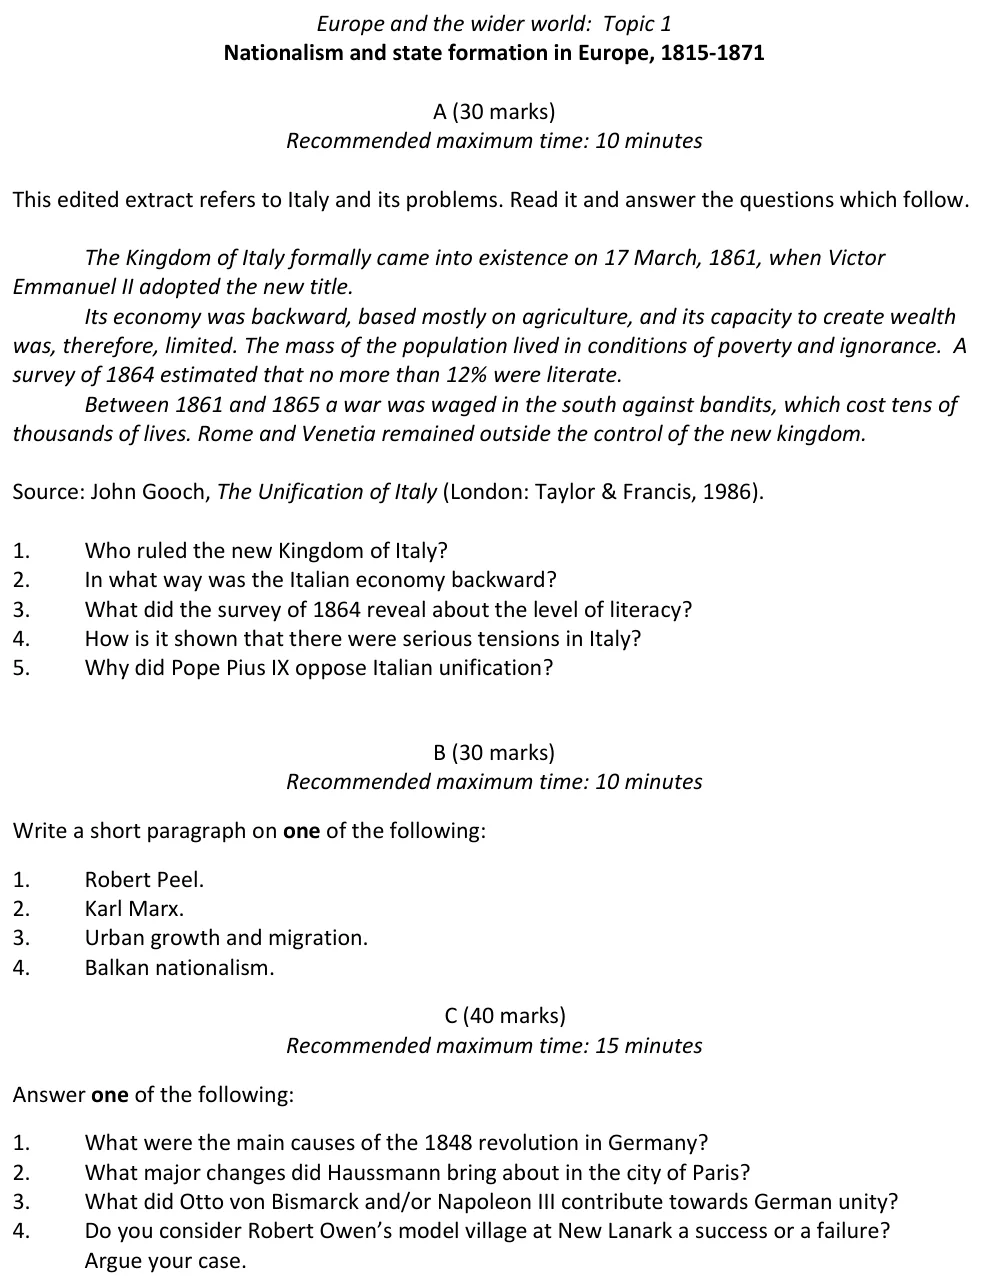 Europe and the wider world:  Topic 1
Nationalism and state formation in Europe, 1815-1871
A (30 marks)
Recommended maximum time: 10 minutes
This edited extract refers to Italy and its problems. Read it and answer the questions which follow.
The Kingdom of Italy formally came into existence on 17 March, 1861, when Victor
Emmanuel II adopted the new title.
Its economy was backward, based mostly on agriculture, and its capacity to create wealth
was, therefore, limited. The mass of the population lived in conditions of poverty and ignorance.  A
survey of 1864 estimated that no more than 12% were literate.
Between 1861 and 1865 a war was waged in the south against bandits, which cost tens of
thousands of lives. Rome and Venetia remained outside the control of the new kingdom.
Source: John Gooch, The Unification of Italy (London: Taylor & Francis, 1986).
1. Who ruled the new Kingdom of Italy?
2. In what way was the Italian economy backward?
3. What did the survey of 1864 reveal about the level of literacy?
4. How is it shown that there were serious tensions in Italy?
5. Why did Pope Pius IX oppose Italian unification?
B (30 marks)
Recommended maximum time: 10 minutes
Write a short paragraph on one of the following:
1. Robert Peel.
2. Karl Marx.
3. Urban growth and migration.
4. Balkan nationalism.
C (40 marks)
Recommended maximum time: 15 minutes
Answer one of the following:
1. What were the main causes of the 1848 revolution in Germany?
2. What major changes did Haussmann bring about in the city of Paris?
3. What did Otto von Bismarck and/or Napoleon III contribute towards German unity?
4. Do you consider Robert Owen's model village at New Lanark a success or a failure?
Argue your case.